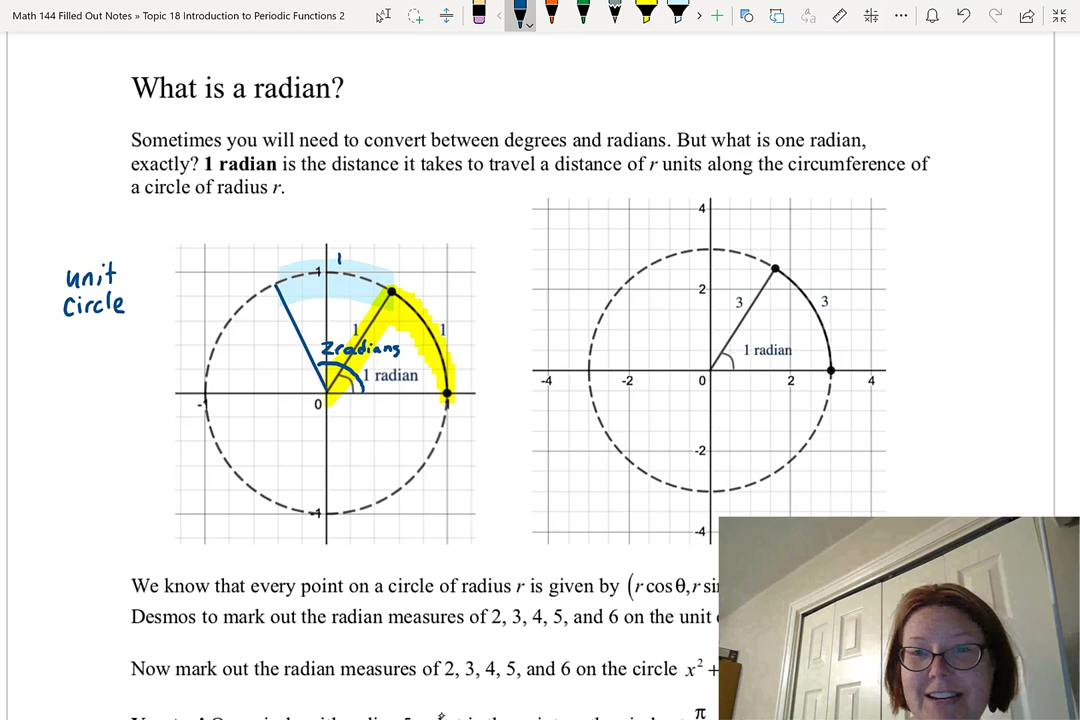 Math 144 Filled Out Notes » Topic 18 Introduction to Periodic Functions 2
What is a radian?
Sometimes you will need to convert between degrees and radians. But what is one radian,
exactly? 1 radian is the distance it takes to travel a distance of r units along the circumference of
a circle of radius r.
unit
circle
1
1
1
1
2radians
1 radian
0
-1
-1
4
2
3
3
1 radian
-4
-2
0
2
4
-2
-4
We know that every point on a circle of radius r is given by (r cos θ, r si
Desmos to mark out the radian measures of 2, 3, 4, 5, and 6 on the unit
Now mark out the radian measures of 2, 3, 4, 5, and 6 on the circle x² +
π